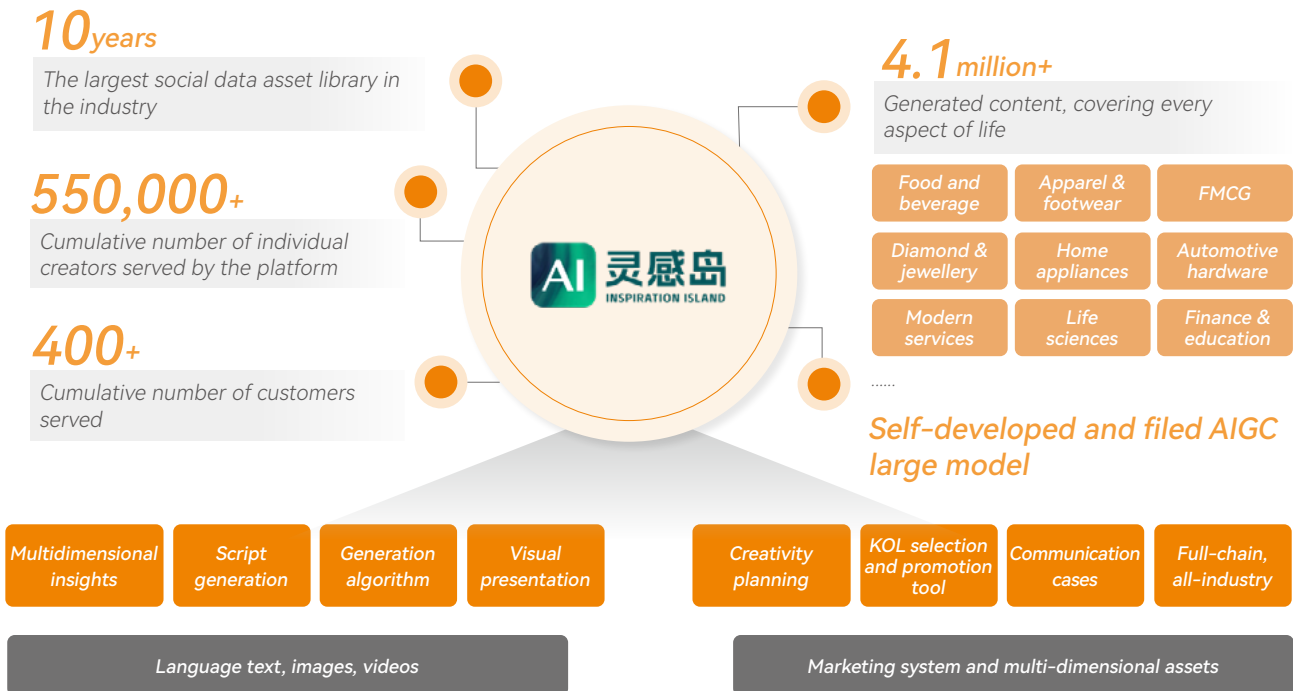 10 years
The largest social data asset library in
the industry
550,000+
Cumulative number of individual
creators served by the platform
400+
Cumulative number of customers
served
AI 灵感岛
INSPIRATION ISLAND
4.1 million+
Generated content, covering every
aspect of life
Food and
beverage
Apparel &
footwear
FMCG
Diamond &
jewellery
Home
appliances
Automotive
hardware
Modern
services
Life
sciences
Finance &
education
......
Self-developed and filed AIGC
large model
Multidimensional
insights
Script
generation
Generation
algorithm
Visual
presentation
Creativity
planning
KOL selection
and promotion
tool
Communication
cases
Full-chain,
all-industry
Language text, images, videos
Marketing system and multi-dimensional assets